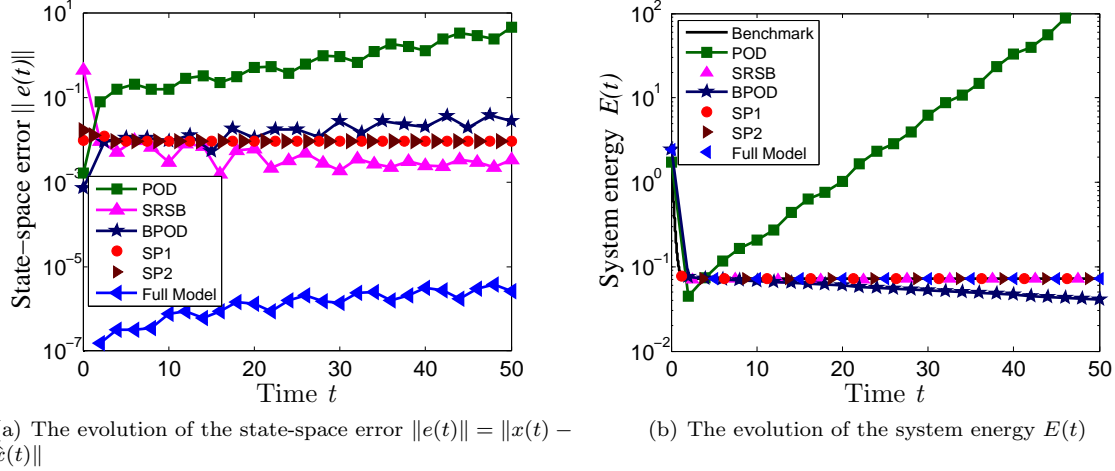 10^1
10^{-1}
10^{-3}
10^{-5}
10^{-7}
State−space error || e(t)||
POD
SRSB
BPOD
SP1
SP2
Full Model
0 10 20 30 40 50
Time t
10^2
10^1
10^0
10^{-1}
10^{-2}
System energy E(t)
Benchmark
POD
SRSB
BPOD
SP1
SP2
Full Model
0 10 20 30 40 50
Time t
a) The evolution of the state-space error ‖e(t)‖ = ‖x(t) −
x̂(t)‖
(b) The evolution of the system energy E(t)